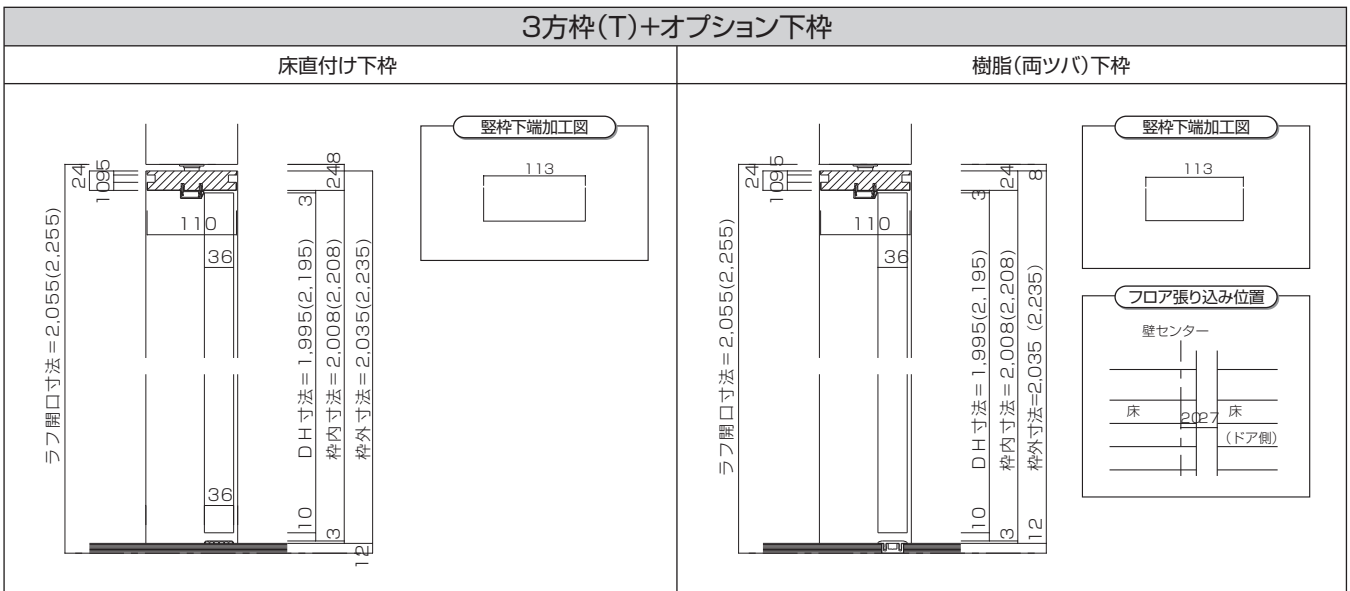 3方枠(T)+オプション下枠
床直付け下枠
樹脂(両ツバ)下枠
竪枠下端加工図
113
24
1095
110
36
36
248
3
ラフ開口寸法=2,055(2,255)
DH寸法=1,995(2,195)
枠内寸法=2,008(2,208)
枠外寸法=2,035(2,235)
10
3
12
竪枠下端加工図
113
24
1095
110
36
24
8
3
ラフ開口寸法=2,055(2,255)
DH寸法=1,995(2,195)
枠内寸法=2,008(2,208)
枠外寸法=2,035 (2,235)
10
3
12
フロア張り込み位置
壁センター
床
2027
床
(ドア側)